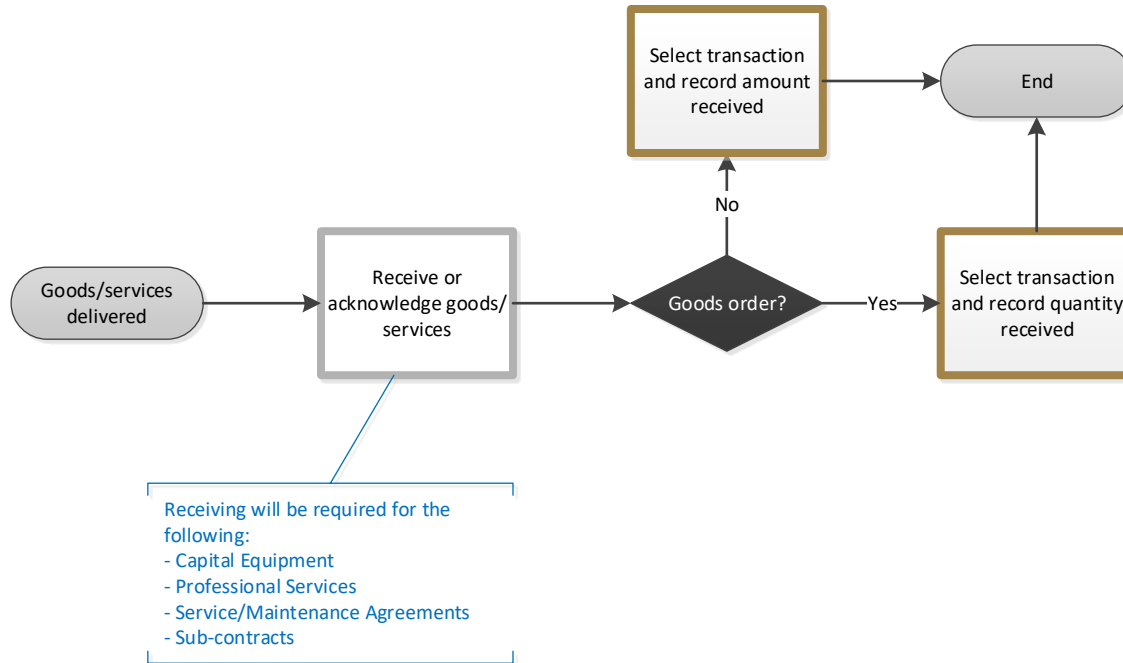 Select transaction
and record amount
received
End
No
Goods/services
delivered
Receive or
acknowledge goods/
services
Goods order?
Yes
Select transaction
and record quantity
received
Receiving will be required for the
following:
- Capital Equipment
- Professional Services
- Service/Maintenance Agreements
- Sub-contracts